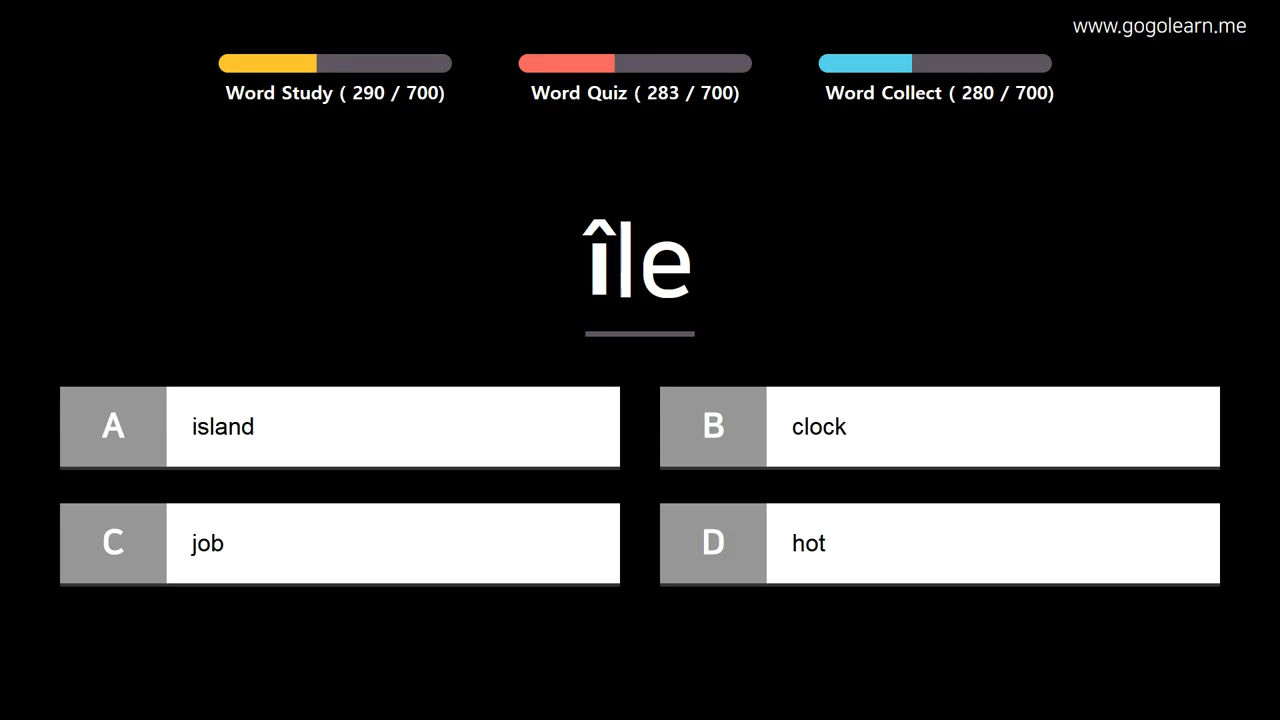 www.gogolearn.me
Word Study ( 290 / 700)
Word Quiz ( 283 / 700)
Word Collect ( 280 / 700)
île
A island
B clock
C job
D hot